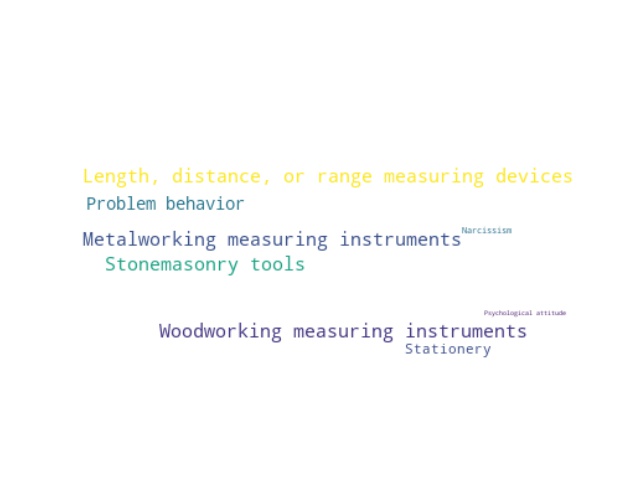 Length, distance, or range measuring devices
Problem behavior
Narcissism
Metalworking measuring instruments
Stonemasonry tools
Psychological attitude
Woodworking measuring instruments
Stationery